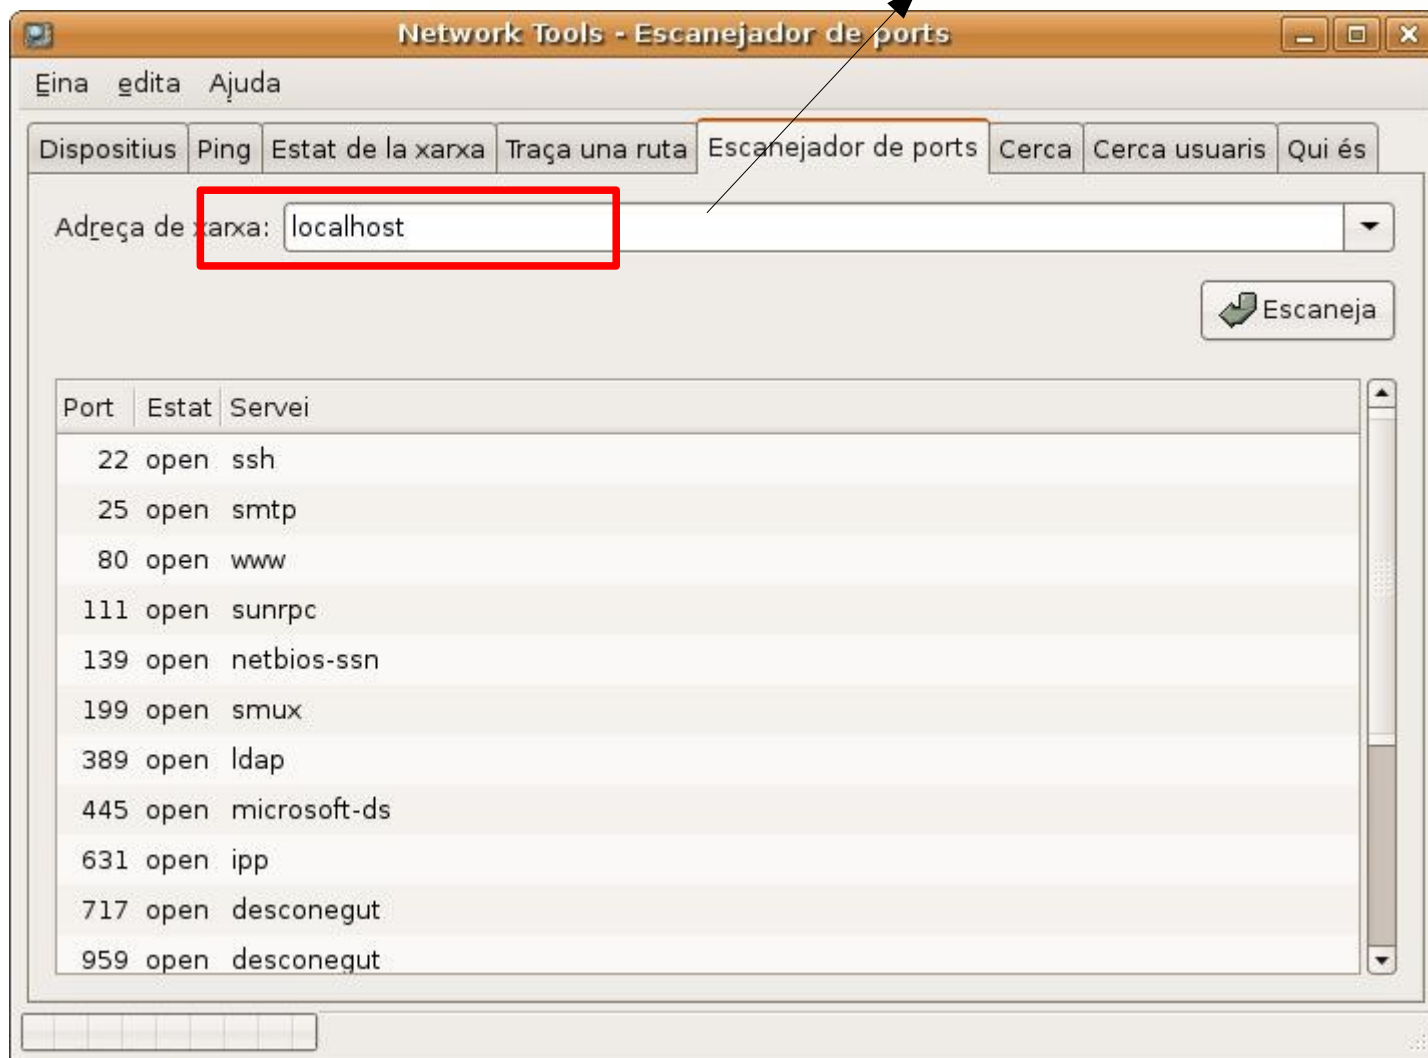 Network Tools - Escanejador de ports
Eina edita Ajuda
Dispositius Ping Estat de la xarxa Traça una ruta Escanejador de ports Cerca Cerca usuaris Qui és
Adreça de xarxa: localhost
Escaneja
Port Estat Servei
22 open ssh
25 open smtp
80 open www
111 open sunrpc
139 open netbios-ssn
199 open smux
389 open ldap
445 open microsoft-ds
631 open ipp
717 open desconegut
959 open desconegut